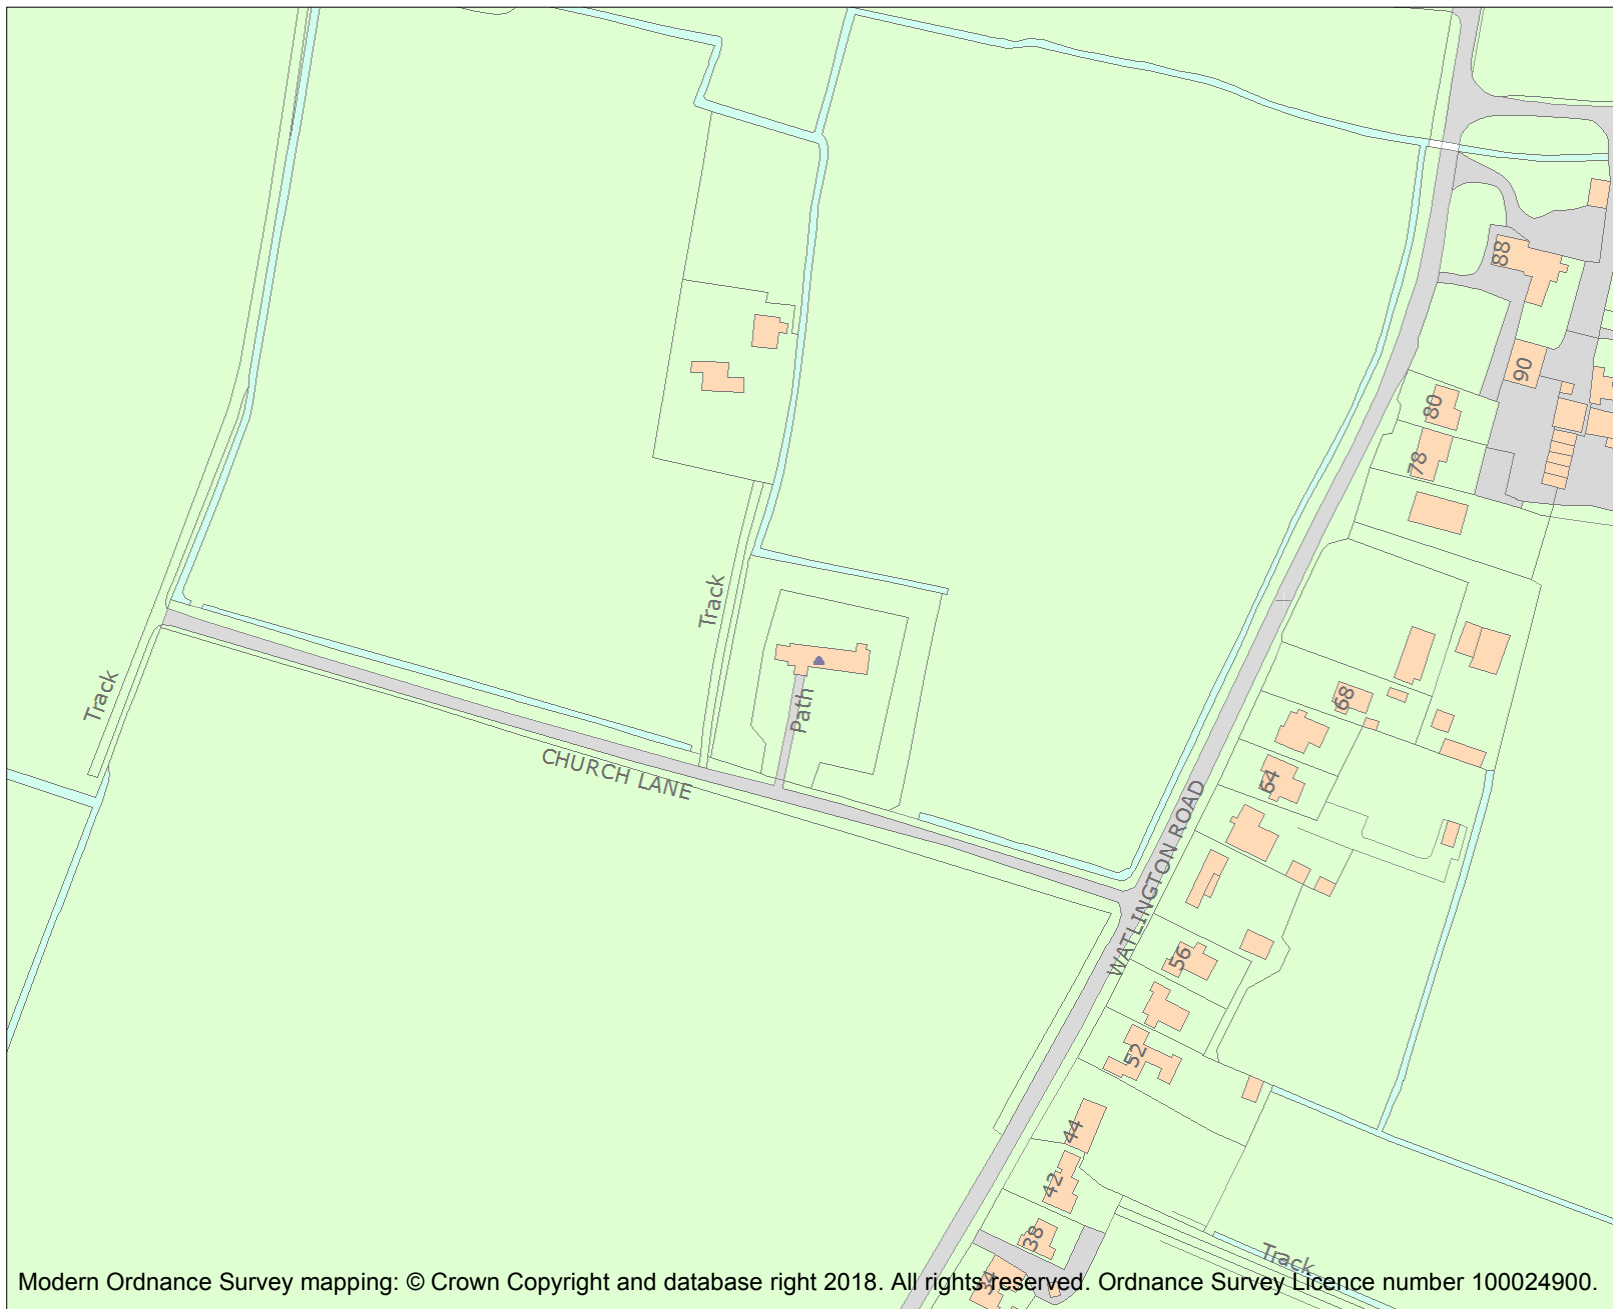 88
90
80
78
Track
68
Track
Path
CHURCH LANE
64
WATLINGTON ROAD
56
52
44
42
38
Track
34
Modern Ordnance Survey mapping: © Crown Copyright and database right 2018. All rights reserved. Ordnance Survey Licence number 100024900.